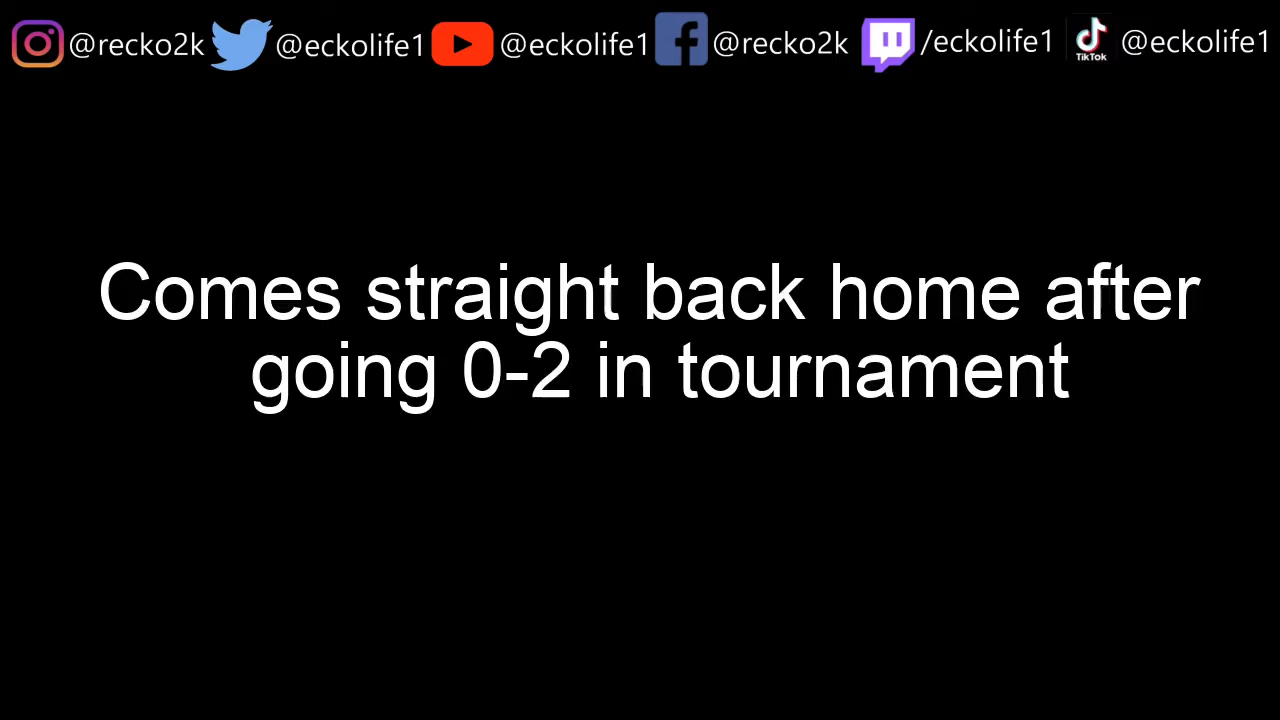 @recko2k @eckolife1 @eckolife1 @recko2k /eckolife1 TikTok @eckolife1
Comes straight back home after
going 0-2 in tournament